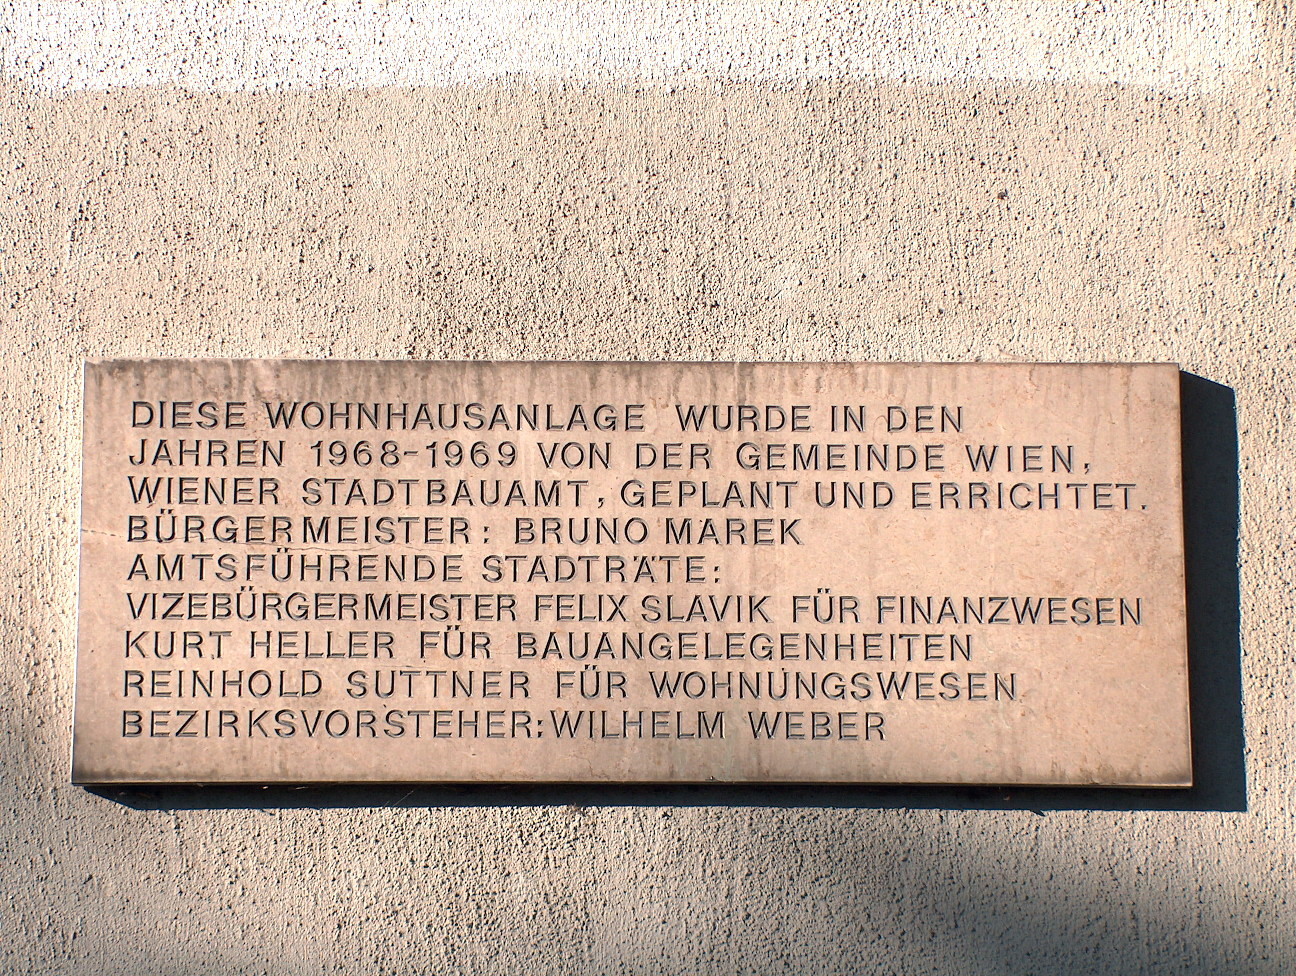 DIESE WOHNHAUSANLAGE WURDE IN DEN
JAHREN 1968-1969 VON DER GEMEINDE WIEN,
WIENER STADTBAUAMT, GEPLANT UND ERRICHTET.
BÜRGERMEISTER: BRUNO MAREK
AMTSFÜHRENDE STADTRÄTE:
VIZEBÜRGERMEISTER FELIX SLAVIK FÜR FINANZWESEN
KURT HELLER FÜR BAUANGELEGENHEITEN
REINHOLD SUTTNER FÜR WOHNUNGSWESEN
BEZIRKSVORSTEHER:WILHELM WEBER